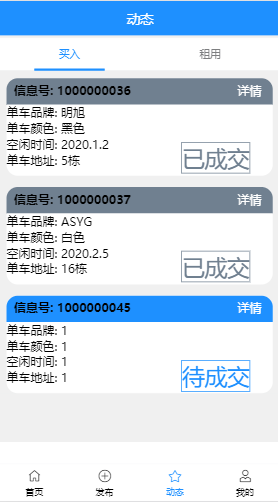 动态
买入 租用
信息号: 1000000036 详情
单车品牌: 明旭
单车颜色: 黑色
空闲时间: 2020.1.2
单车地址: 5栋
已成交
信息号: 1000000037 详情
单车品牌: ASYG
单车颜色: 白色
空闲时间: 2020.2.5
单车地址: 16栋
已成交
信息号: 1000000045 详情
单车品牌: 1
单车颜色: 1
空闲时间: 1
单车地址: 1
待成交
首页 发布 动态 我的